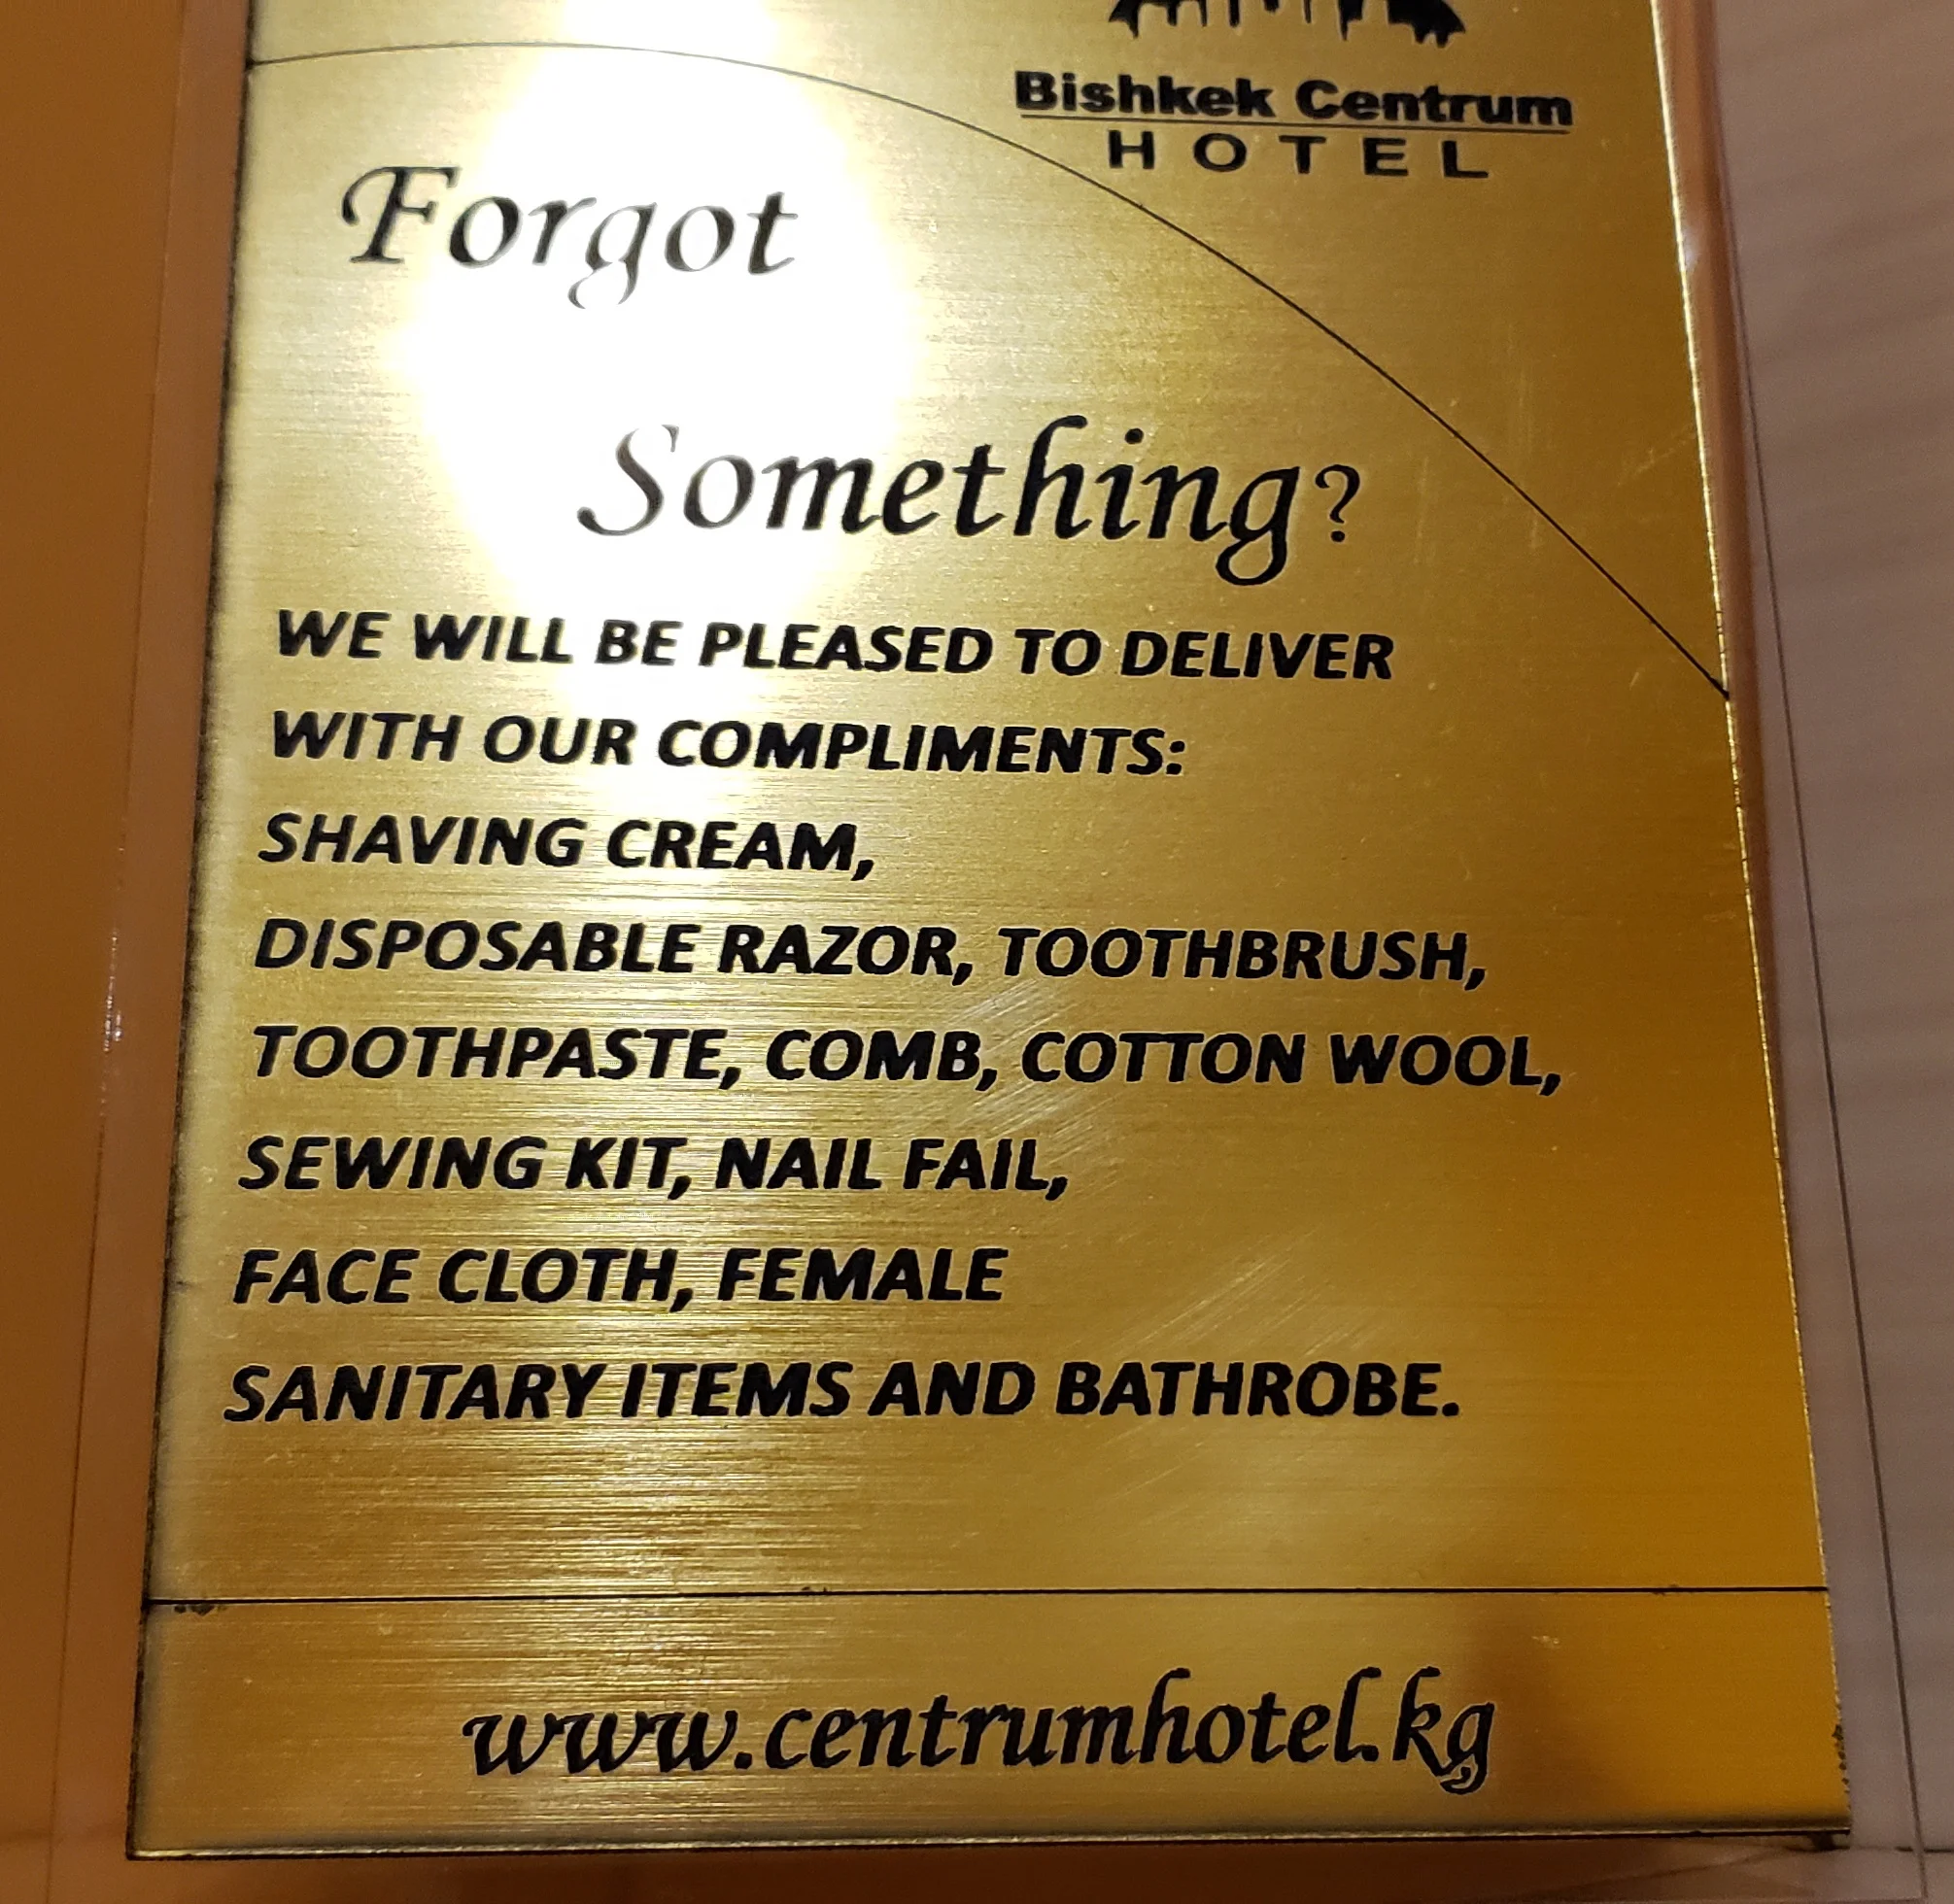 Bishkek Centrum
HOTEL
Forgot
Something?
WE WILL BE PLEASED TO DELIVER
WITH OUR COMPLIMENTS:
SHAVING CREAM,
DISPOSABLE RAZOR, TOOTHBRUSH,
TOOTHPASTE, COMB, COTTON WOOL,
SEWING KIT, NAIL FAIL,
FACE CLOTH, FEMALE
SANITARY ITEMS AND BATHROBE.
www.centrumhotel.kg